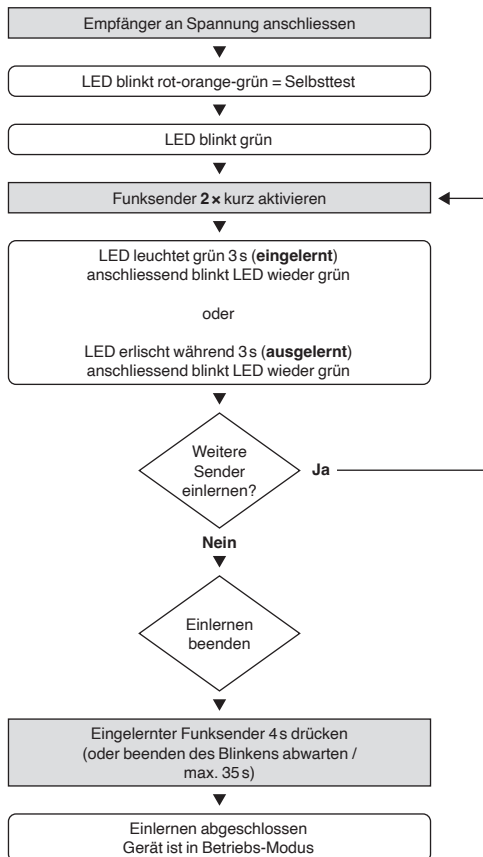 Empfänger an Spannung anschliessen
LED blinkt rot-orange-grün = Selbsttest
LED blinkt grün
Funksender 2× kurz aktivieren
LED leuchtet grün 3 s (eingelernt)
anschliessend blinkt LED wieder grün
oder
LED erlischt während 3 s (ausgelernt)
anschliessend blinkt LED wieder grün
Weitere
Sender
einlernen?
Ja
Nein
Einlernen
beenden
Eingelernter Funksender 4 s drücken
(oder beenden des Blinkens abwarten /
max. 35 s)
Einlernen abgeschlossen
Gerät ist in Betriebs-Modus